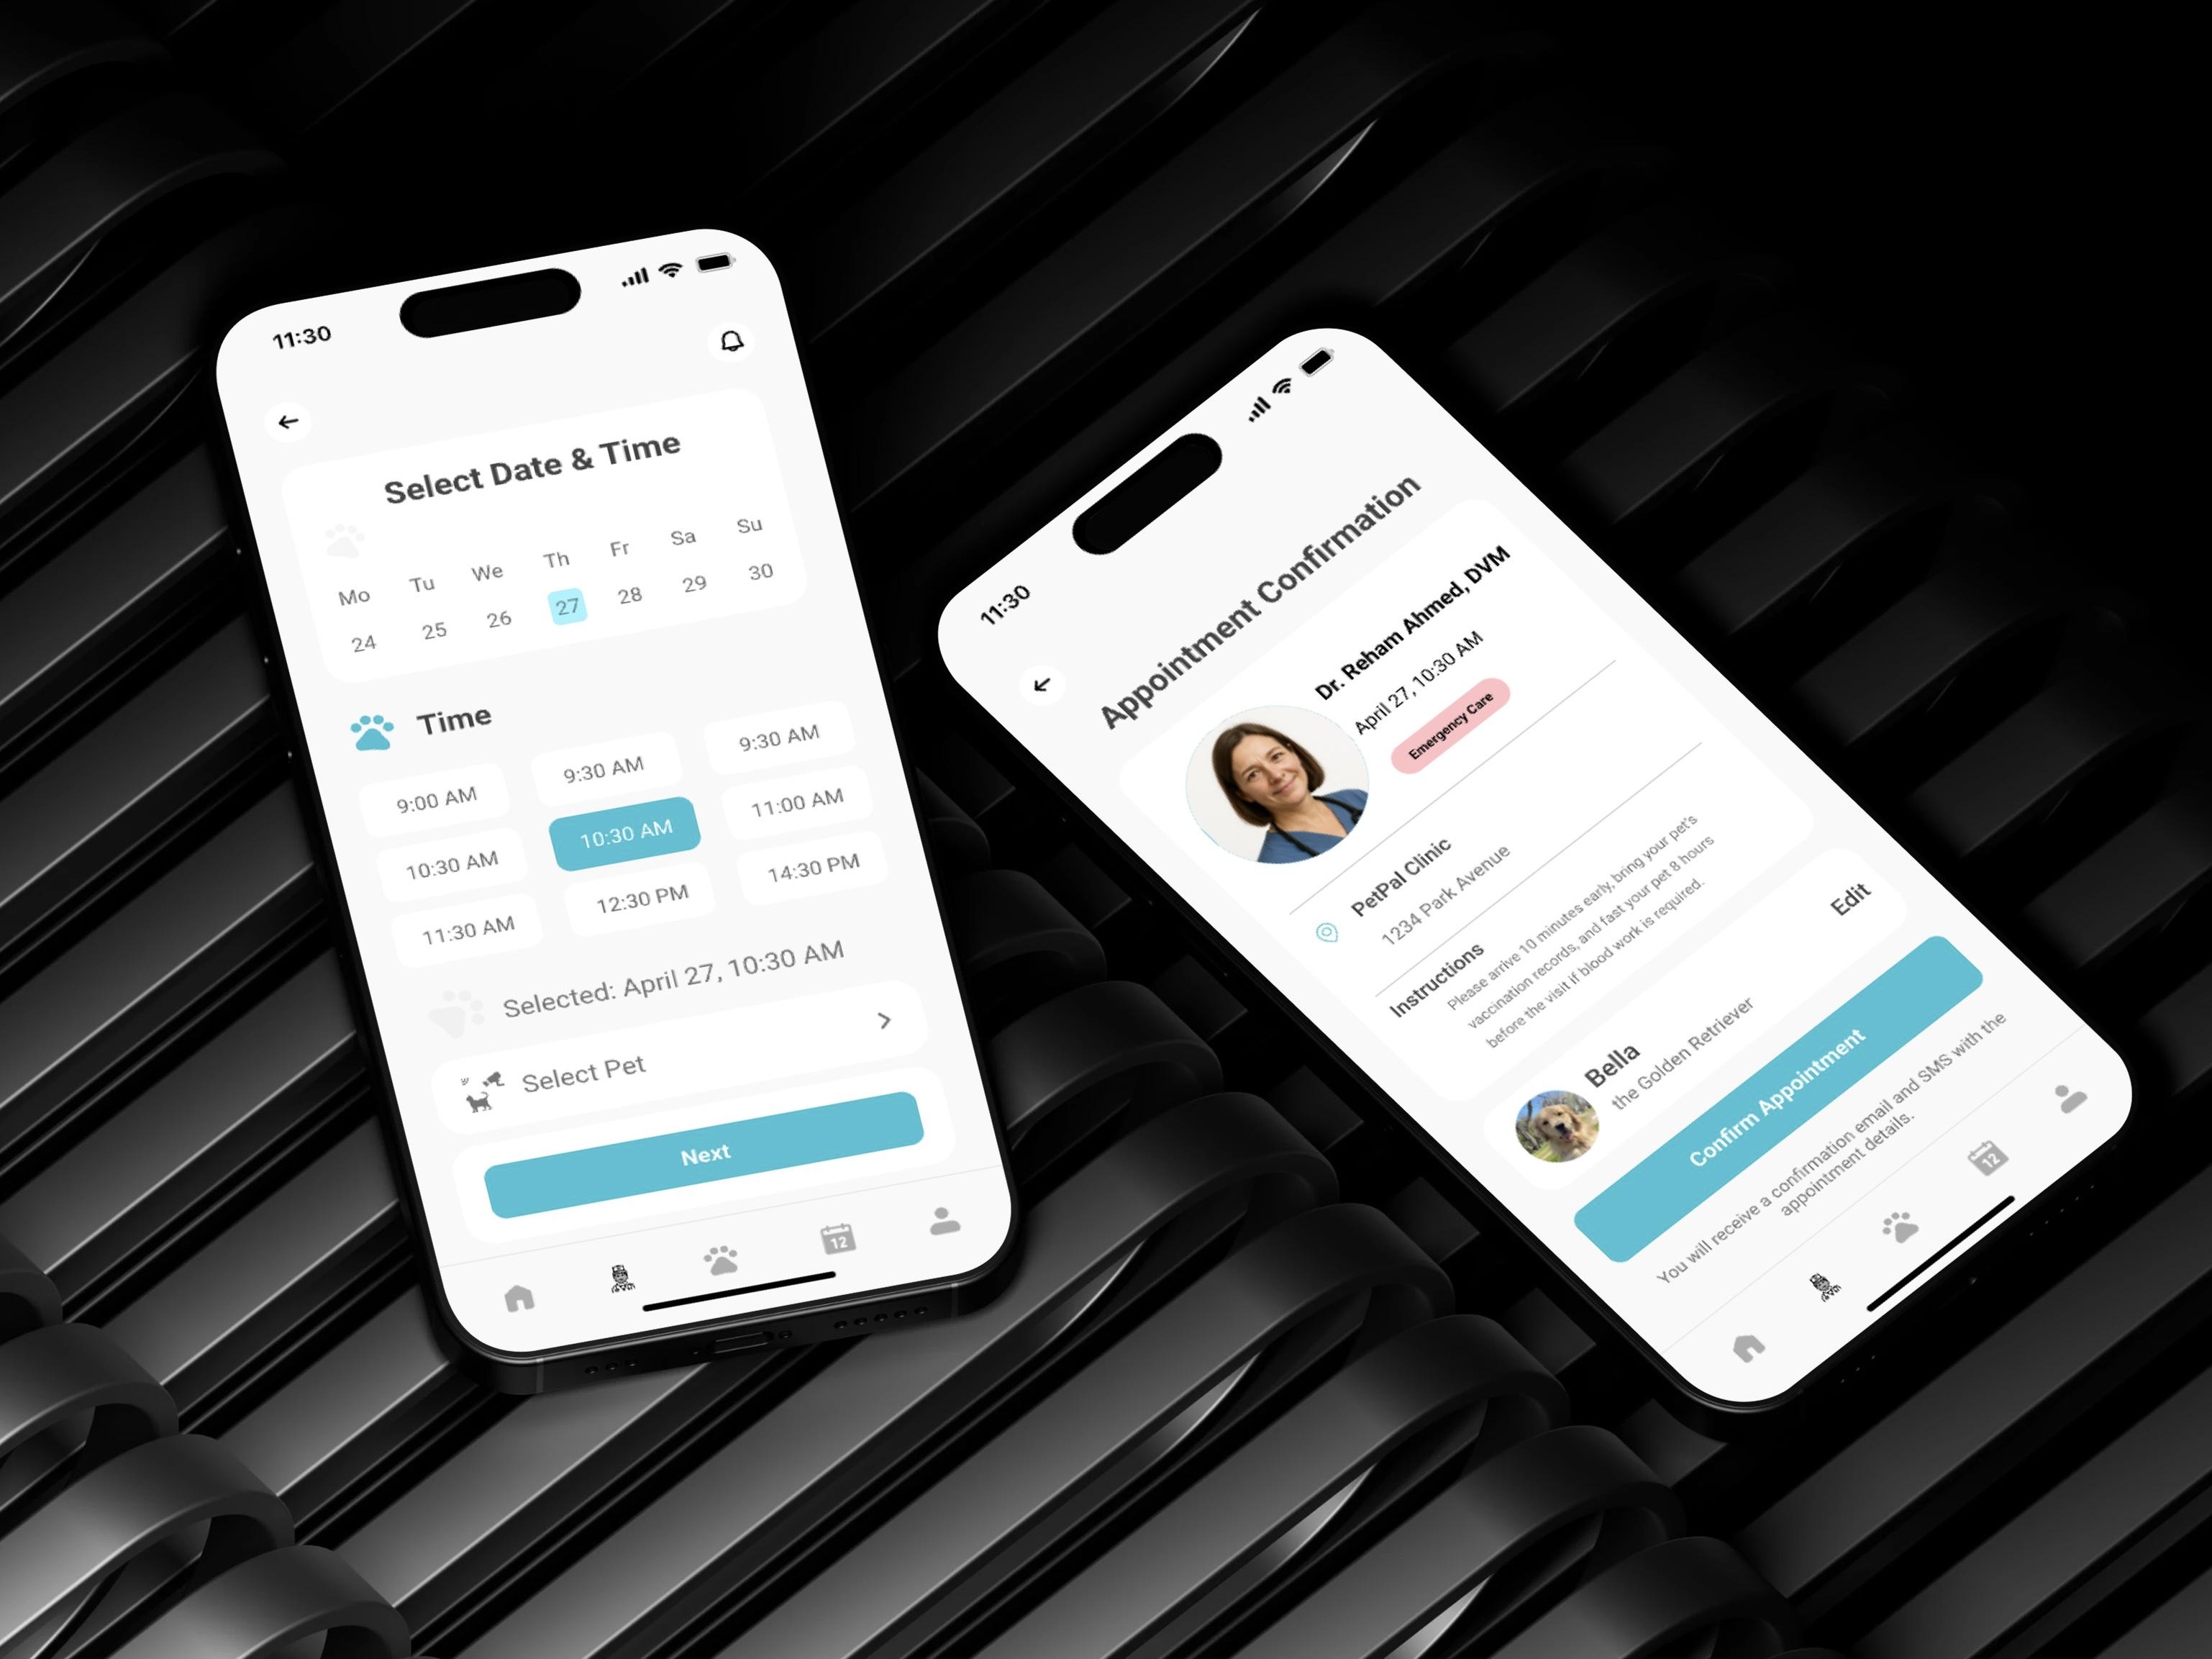 11:30
Select Date & Time
Mo Tu We Th Fr Sa Su
24 25 26 27 28 29 30
Time
9:00 AM 9:30 AM 9:30 AM
10:30 AM 10:30 AM 11:00 AM
11:30 AM 12:30 PM 14:30 PM
Selected: April 27, 10:30 AM
Select Pet
Next
12
11:30
Appointment Confirmation
Dr. Reham Ahmed, DVM
April 27, 10:30 AM
Emergency Care
PetPal Clinic
1234 Park Avenue
Instructions
Please arrive 10 minutes early, bring your pet's
vaccination records, and fast your pet 8 hours
before the visit if blood work is required.
Edit
Bella
the Golden Retriever
Confirm Appointment
You will receive a confirmation email and SMS with the
appointment details.
12